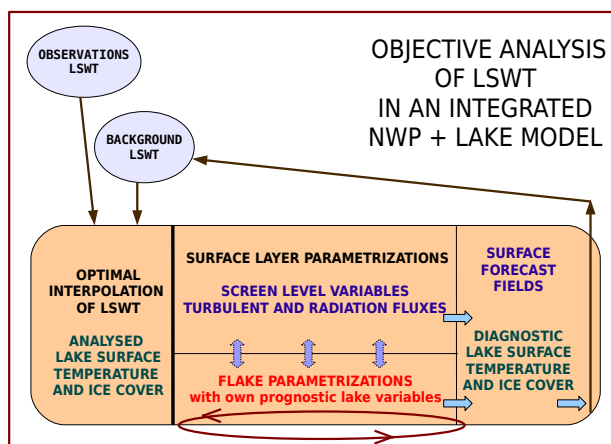 OBJECTIVE ANALYSIS
OF LSWT
IN AN INTEGRATED
NWP + LAKE MODEL
OBSERVATIONS
LSWT
BACKGROUND
LSWT
OPTIMAL
INTERPOLATION
OF LSWT
ANALYSED
LAKE SURFACE
TEMPERATURE
AND ICE COVER
SURFACE LAYER PARAMETRIZATIONS
SCREEN LEVEL VARIABLES
TURBULENT AND RADIATION FLUXES
FLAKE PARAMETRIZATIONS
with own prognostic lake variables
SURFACE
FORECAST
FIELDS
DIAGNOSTIC
LAKE SURFACE
TEMPERATURE
AND ICE COVER